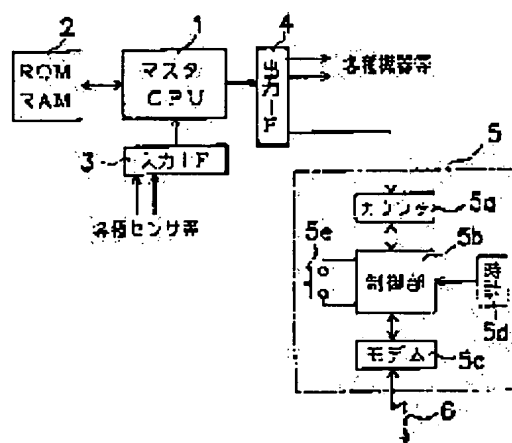 2
1
4
ROM
RAM
マスタ
CPU
出力IF
各種機器等
3
入力IF
各種センサ等
5
カウンタ
5a
5e
5b
制御部
時計
5d
モデム
5c
6